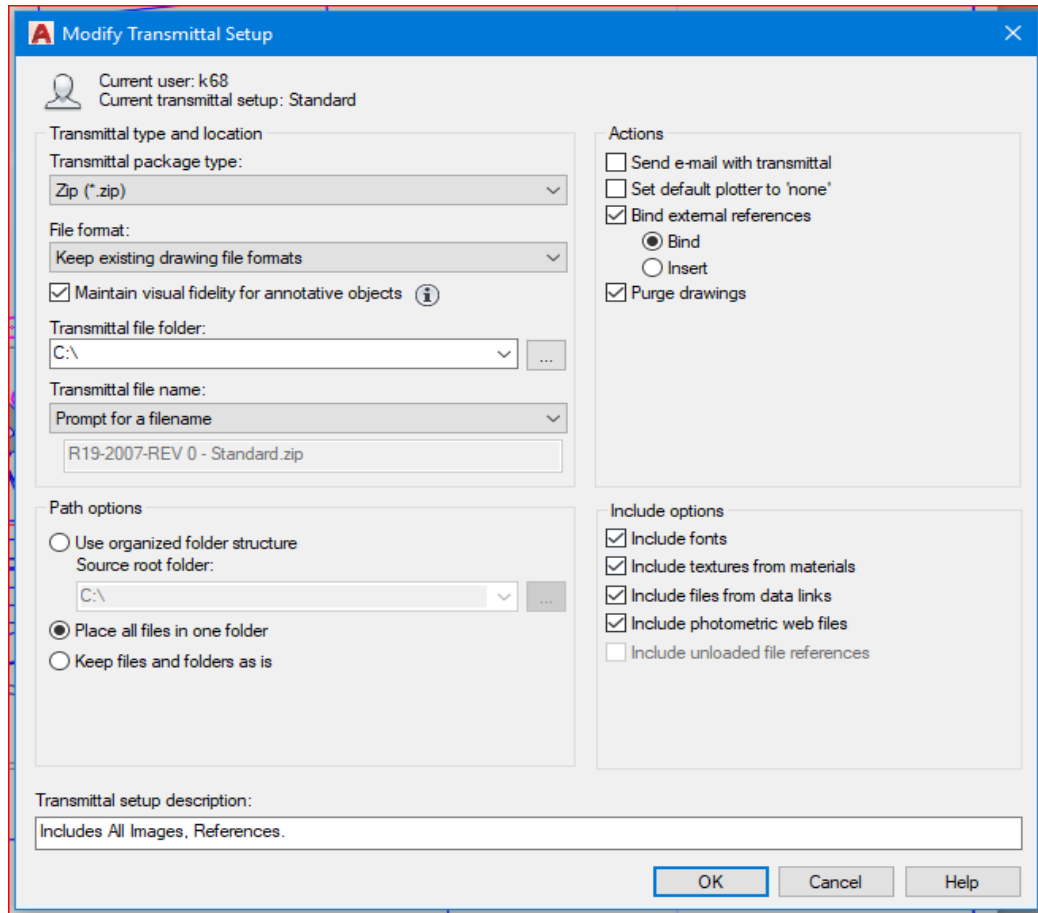 Modify Transmittal Setup
Current user: k68
Current transmittal setup: Standard
Transmittal type and location
Transmittal package type:
Zip (*.zip)
File format:
Keep existing drawing file formats
Maintain visual fidelity for annotative objects
Transmittal file folder:
C:\
...
Transmittal file name:
Prompt for a filename
R19-2007-REV 0 - Standard.zip
Actions
Send e-mail with transmittal
Set default plotter to 'none'
Bind external references
Bind
Insert
Purge drawings
Path options
Use organized folder structure
Source root folder:
C:\
...
Place all files in one folder
Keep files and folders as is
Include options
Include fonts
Include textures from materials
Include files from data links
Include photometric web files
Include unloaded file references
Transmittal setup description:
Includes All Images, References.
OK
Cancel
Help